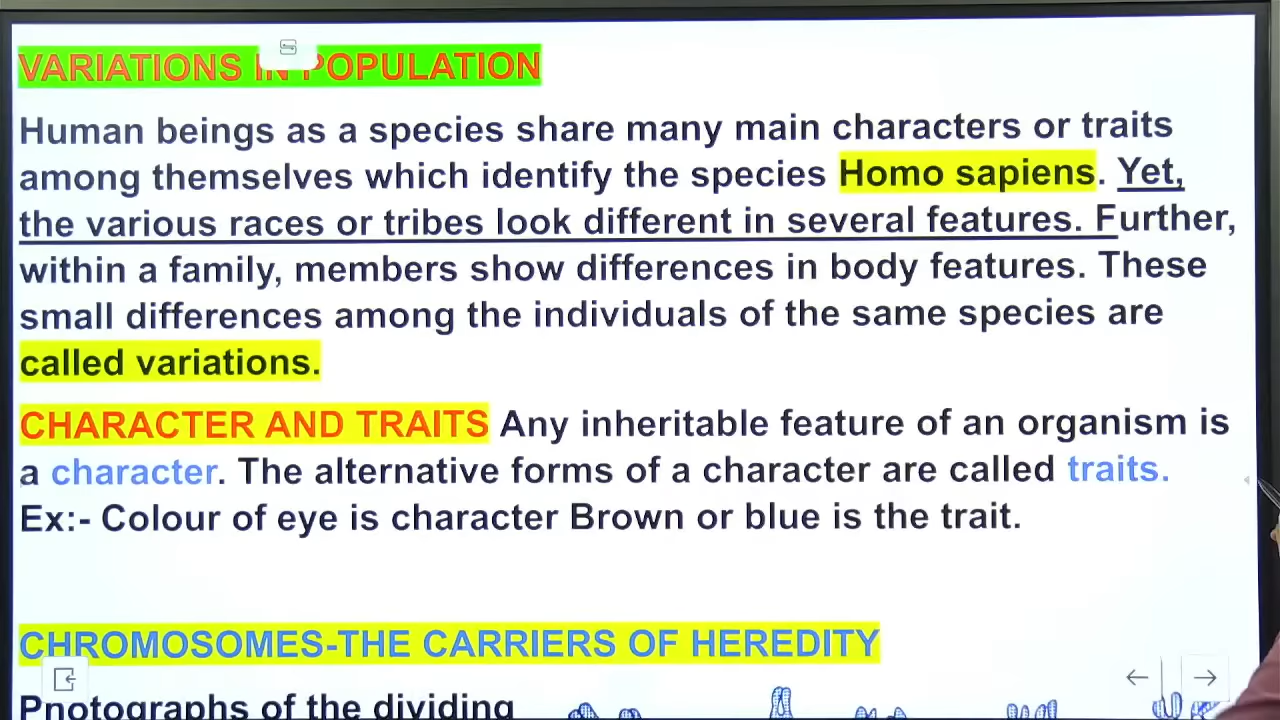 VARIATIONS IN POPULATION
Human beings as a species share many main characters or traits
among themselves which identify the species Homo sapiens. Yet,
the various races or tribes look different in several features. Further,
within a family, members show differences in body features. These
small differences among the individuals of the same species are
called variations.
CHARACTER AND TRAITS Any inheritable feature of an organism is
a character. The alternative forms of a character are called traits.
Ex:- Colour of eye is character Brown or blue is the trait.
CHROMOSOMES-THE CARRIERS OF HEREDITY
Photographs of the dividing